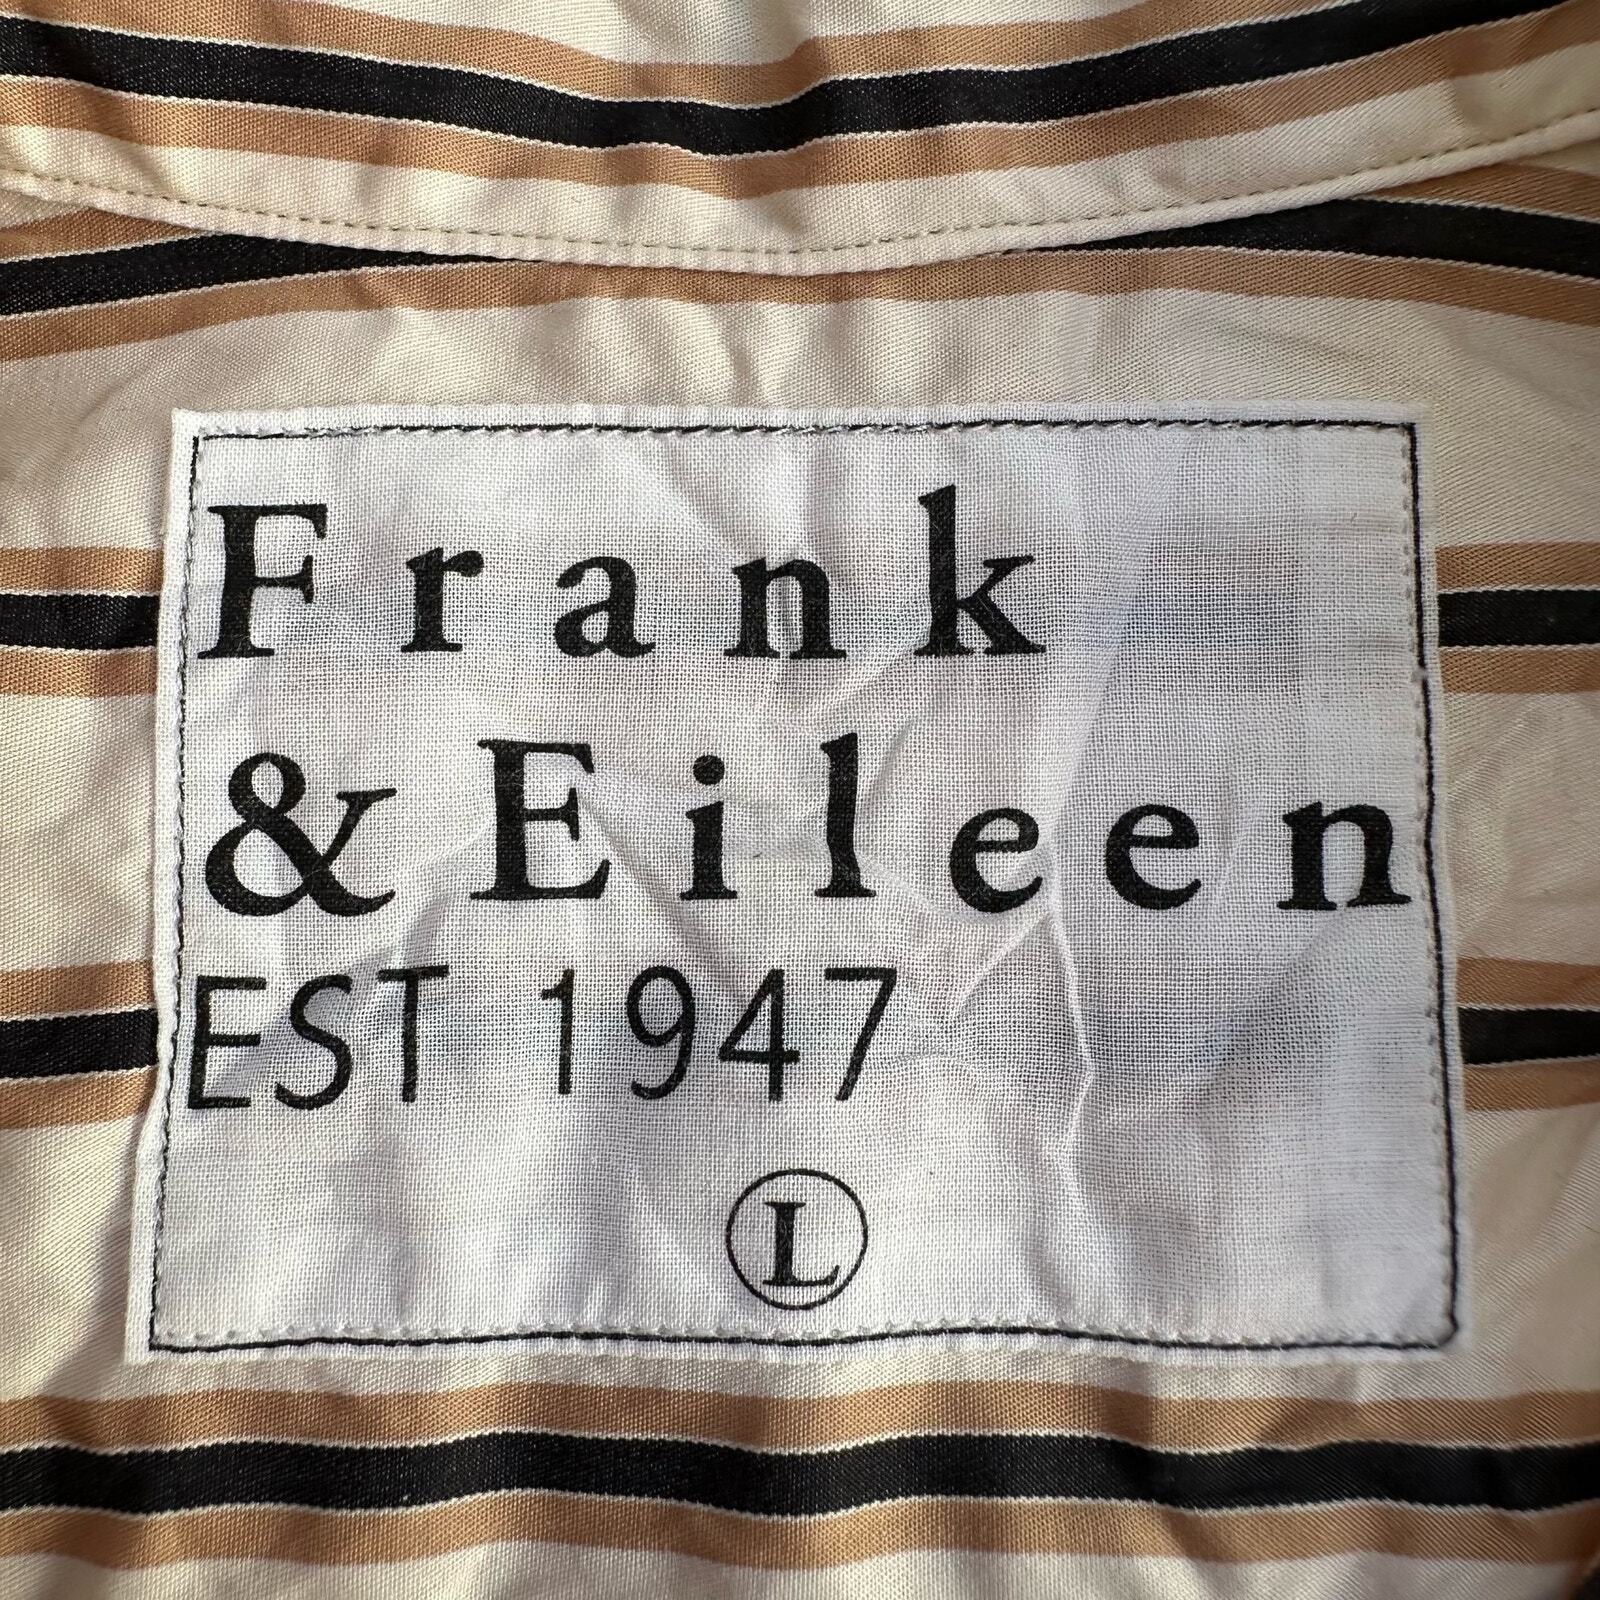 Frank
& Eileen
EST 1947
L